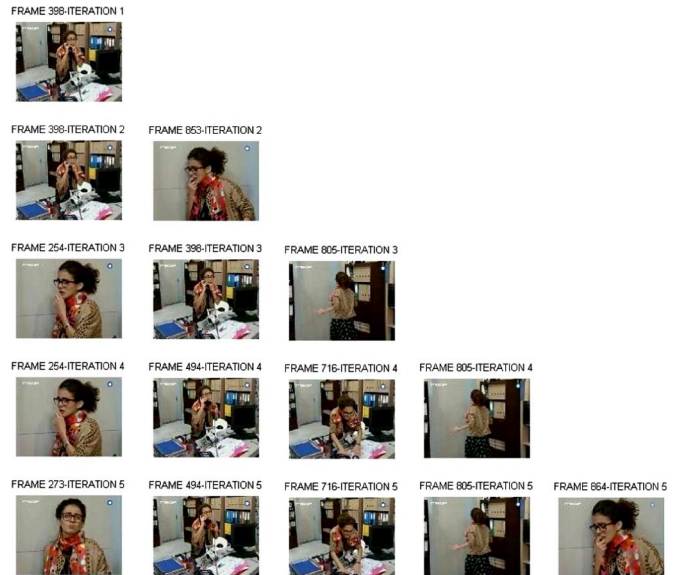 FRAME 398-ITERATION 1
FRAME 398-ITERATION 2
FRAME 853-ITERATION 2
FRAME 254-ITERATION 3
FRAME 398-ITERATION 3
FRAME 805-ITERATION 3
FRAME 254-ITERATION 4
FRAME 494-ITERATION 4
FRAME 716-ITERATION 4
FRAME 805-ITERATION 4
FRAME 273-ITERATION 5
FRAME 494-ITERATION 5
FRAME 716-ITERATION 5
FRAME 805-ITERATION 5
FRAME 864-ITERATION 5